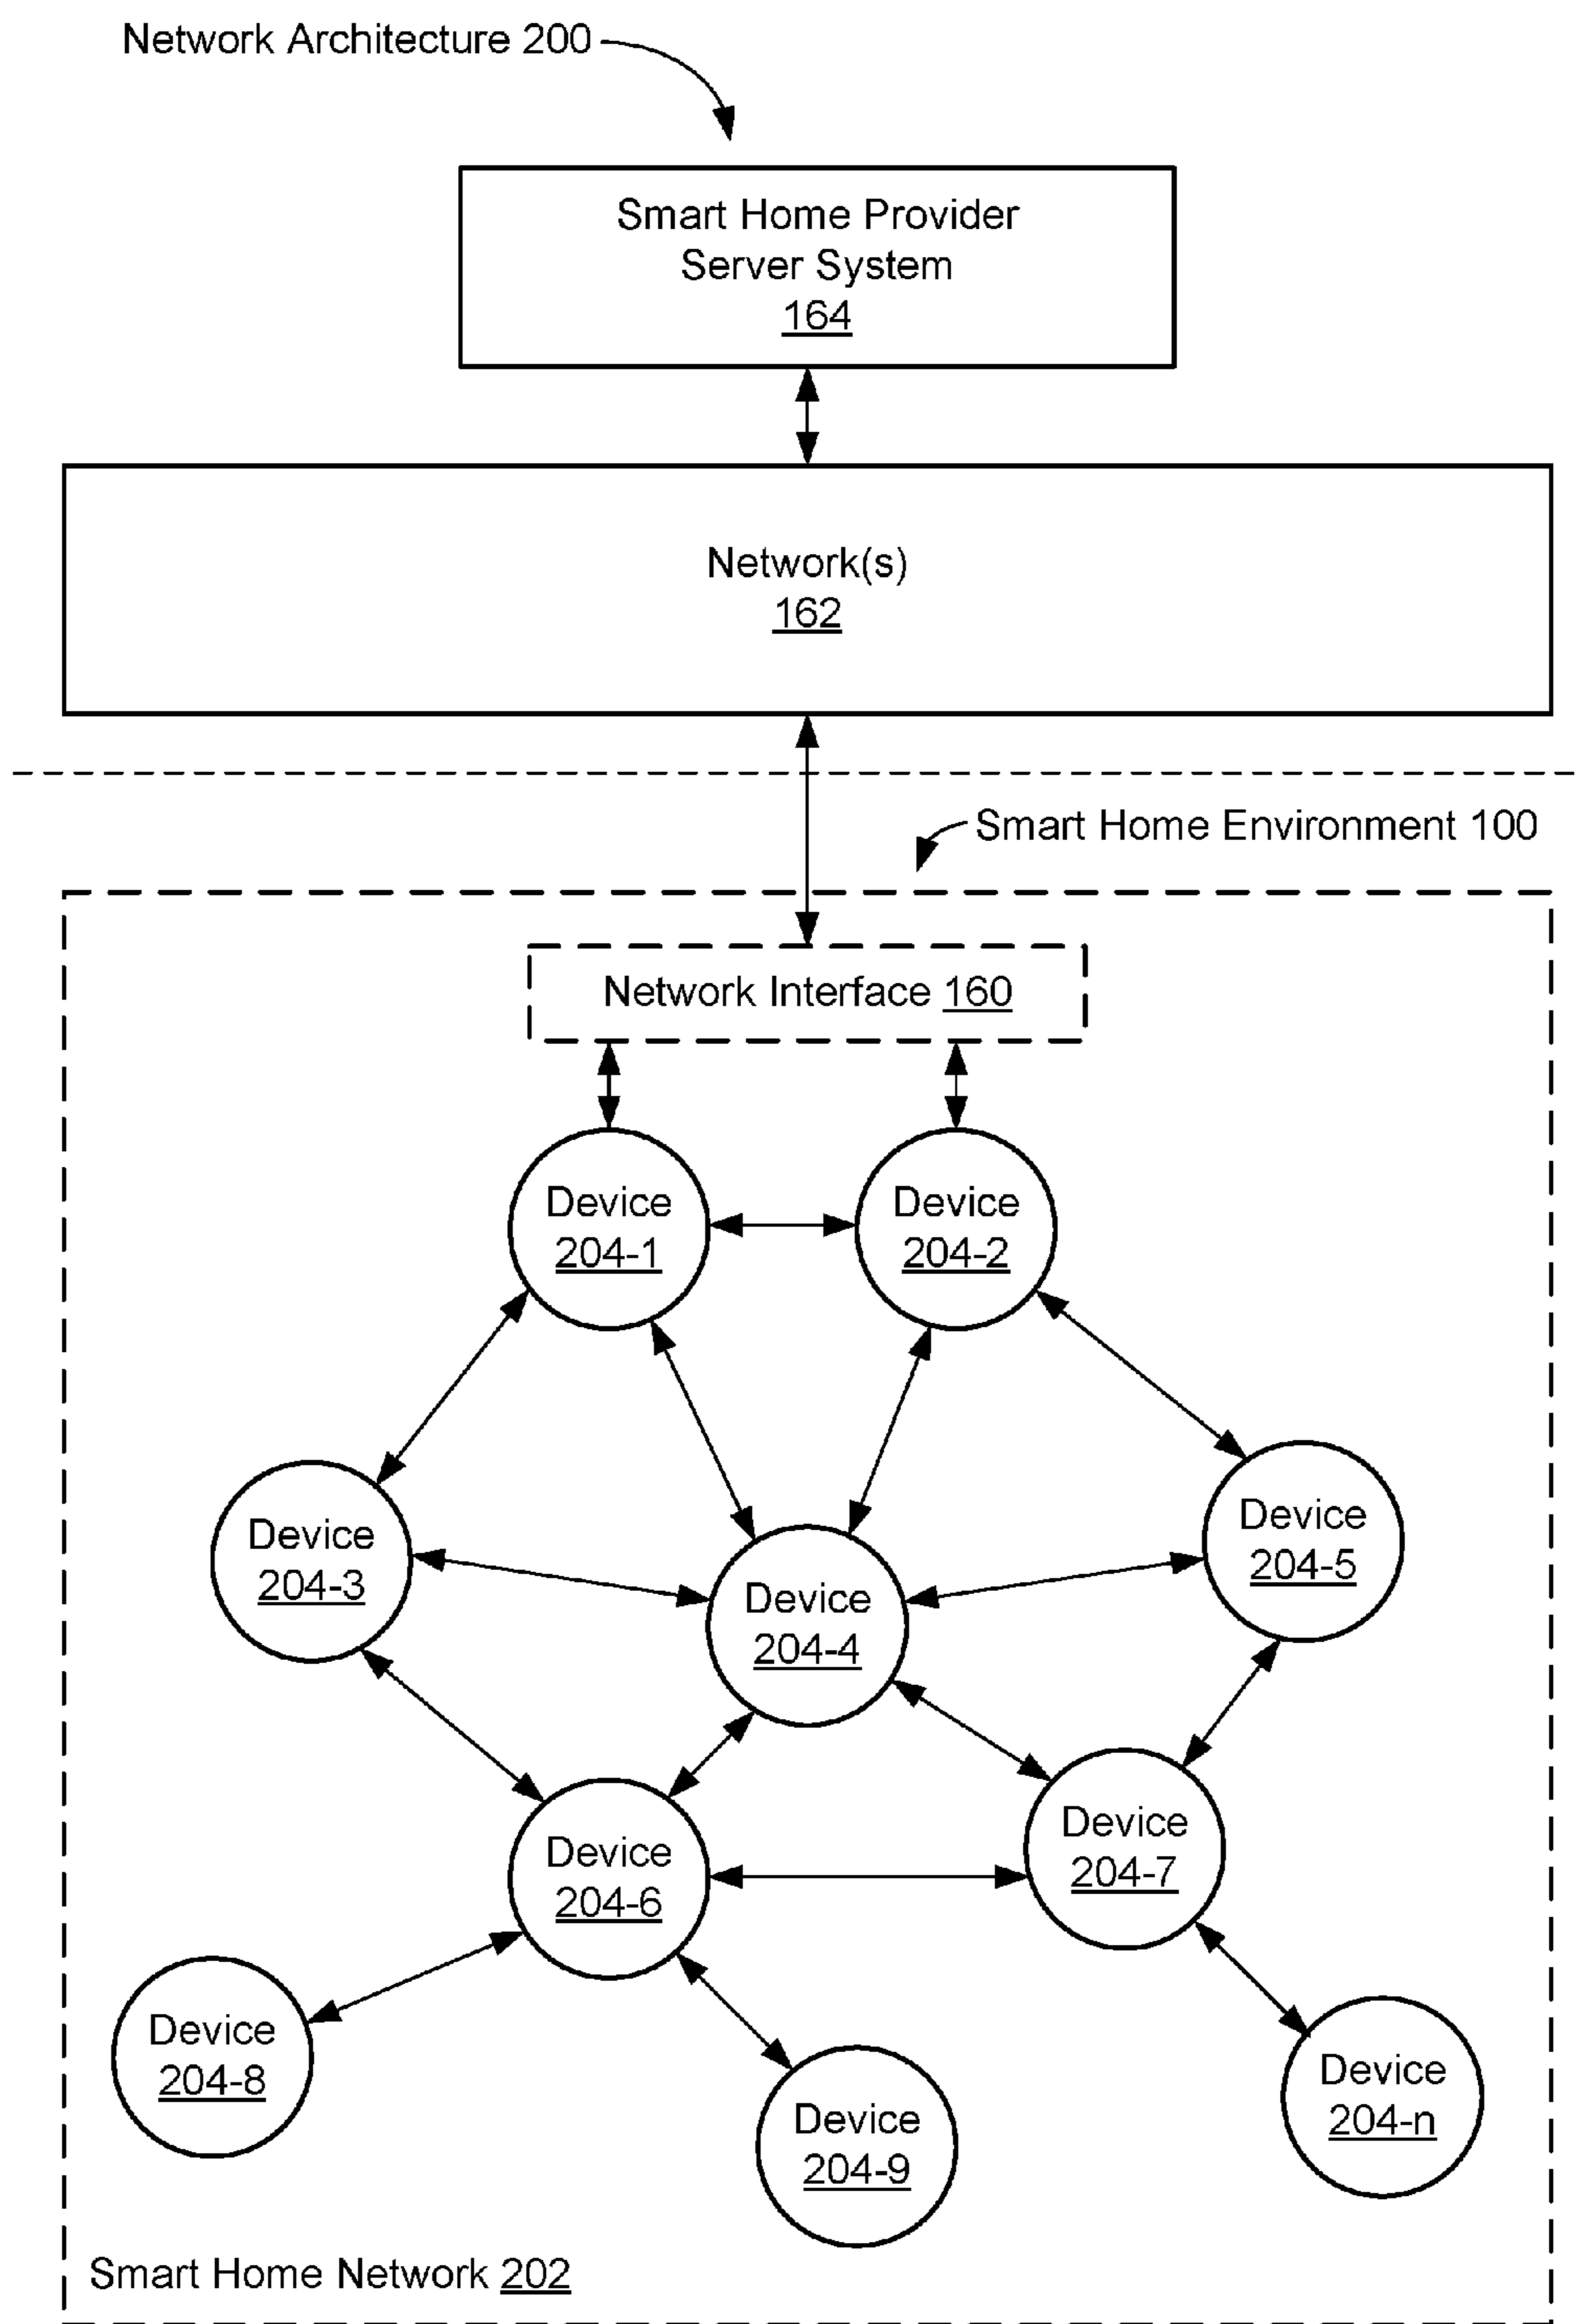 Network Architecture 200
Smart Home Provider
Server System
164
Network(s)
162
Smart Home Environment 100
Network Interface 160
Device
204-1
Device
204-2
Device
204-3
Device
204-4
Device
204-5
Device
204-6
Device
204-7
Device
204-8
Device
204-9
Device
204-n
Smart Home Network 202